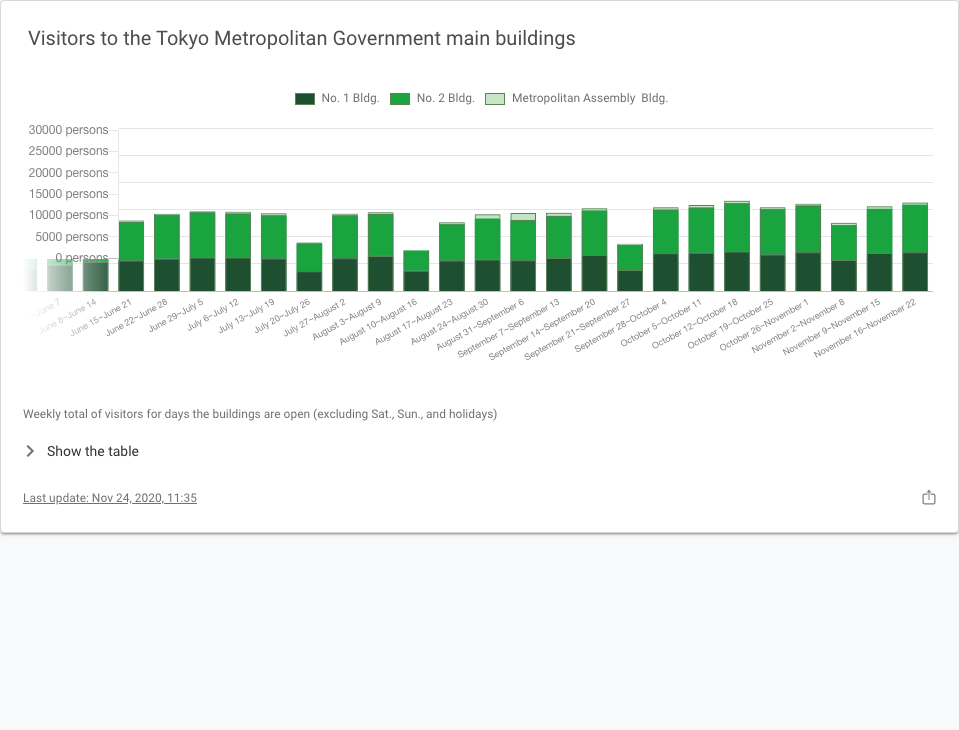 Visitors to the Tokyo Metropolitan Government main buildings
No. 1 Bldg. No. 2 Bldg. Metropolitan Assembly Bldg.
30000 persons
25000 persons
20000 persons
15000 persons
10000 persons
5000 persons
0 persons
June 7
June 8~June 14
June 15~June 21
June 22~June 28
June 29~July 5
July 6~July 12
July 13~July 19
July 20~July 26
July 27~August 2
August 3~August 9
August 10~August 16
August 17~August 23
August 24~August 30
August 31~September 6
September 7~September 13
September 14~September 20
September 21~September 27
September 28~October 4
October 5~October 11
October 12~October 18
October 19~October 25
October 26~November 1
November 2~November 8
November 9~November 15
November 16~November 22
Weekly total of visitors for days the buildings are open (excluding Sat., Sun., and holidays)
Show the table
Last update: Nov 24, 2020, 11:35